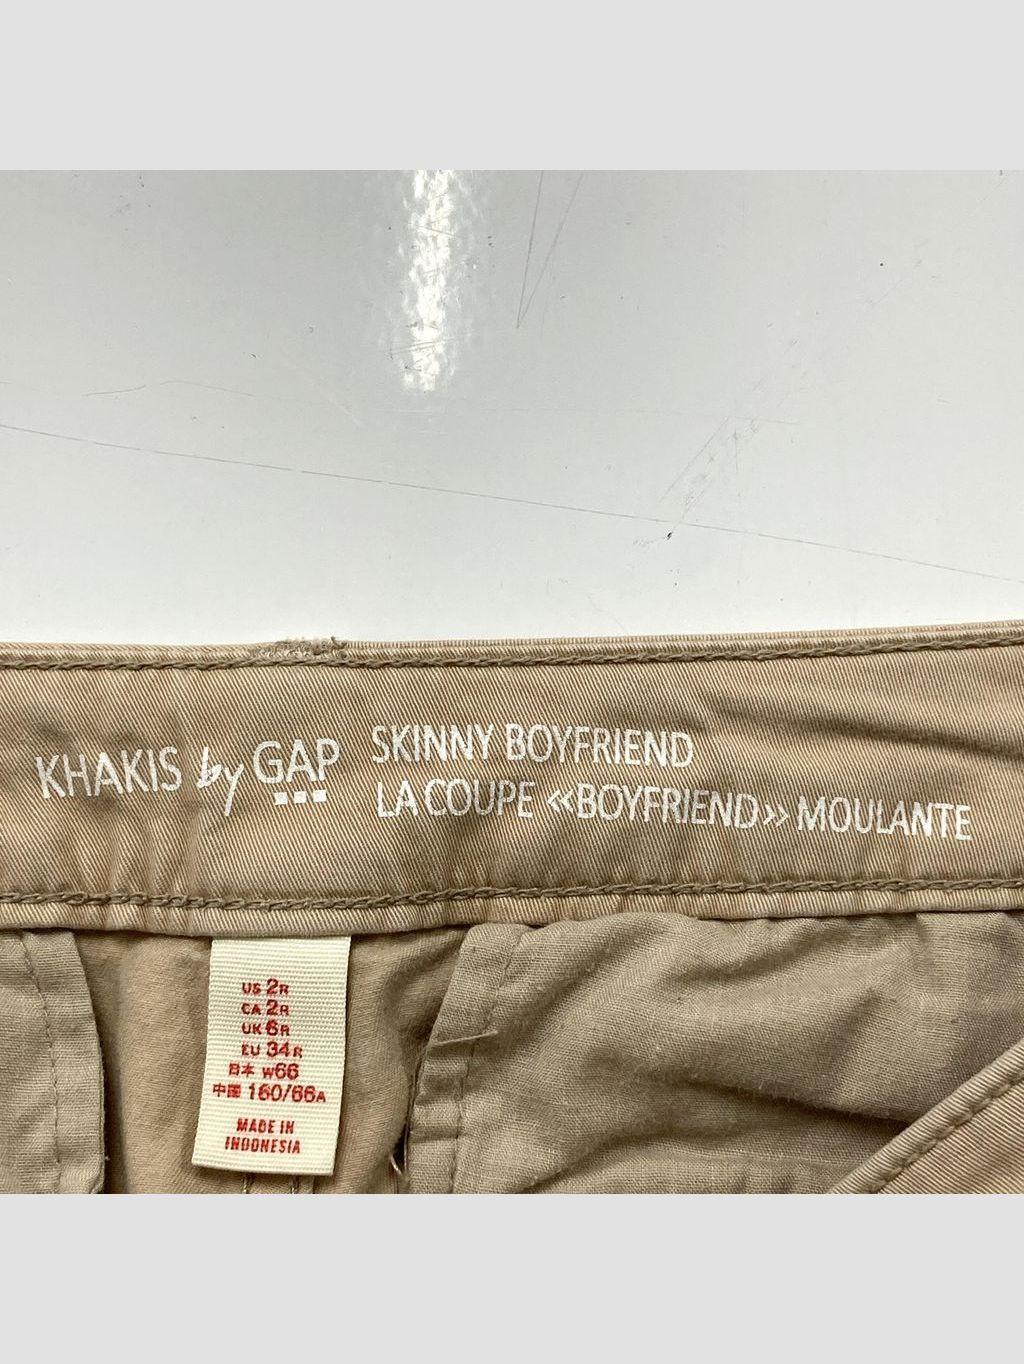 KHAKIS by GAP
SKINNY BOYFRIEND
LA COUPE «BOYFRIEND» MOULANTE
US 2R
CA 2R
UK 6R
EU 34R
日本 W66
中國 160/66A
MADE IN
INDONESIA